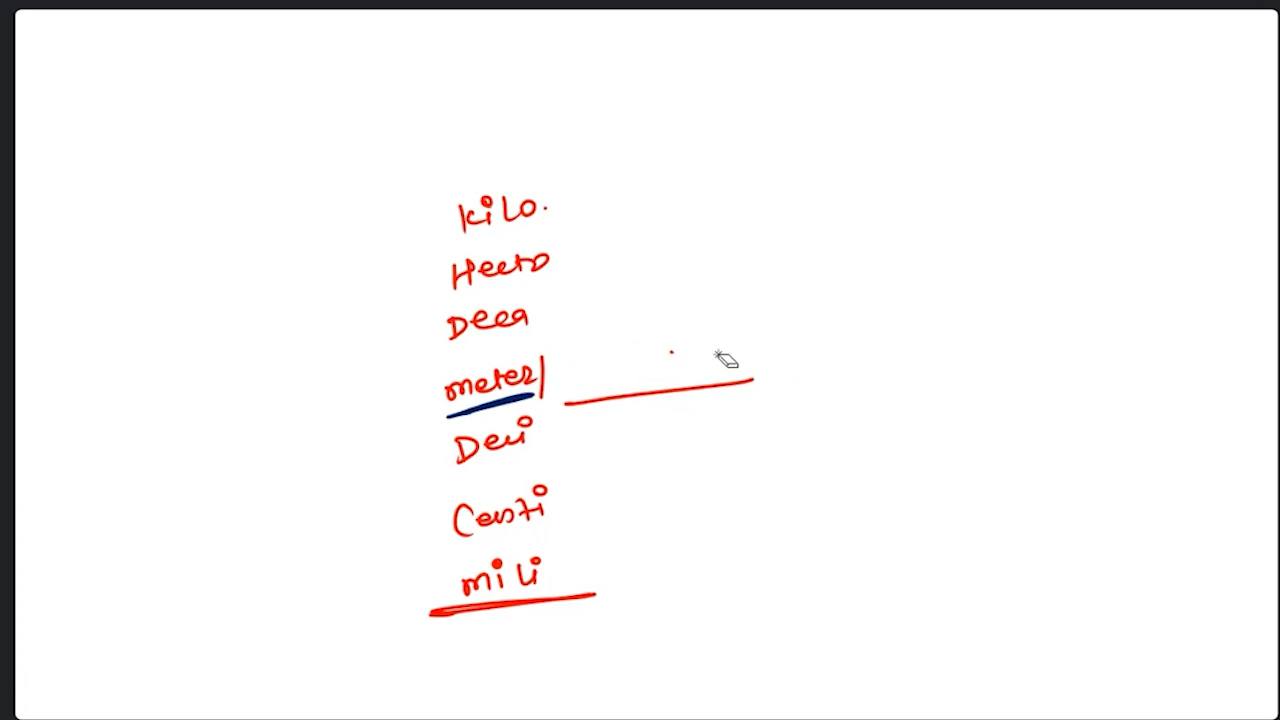 Kilo.
Hecto
Deca
meter/
Deci
Centi
mili